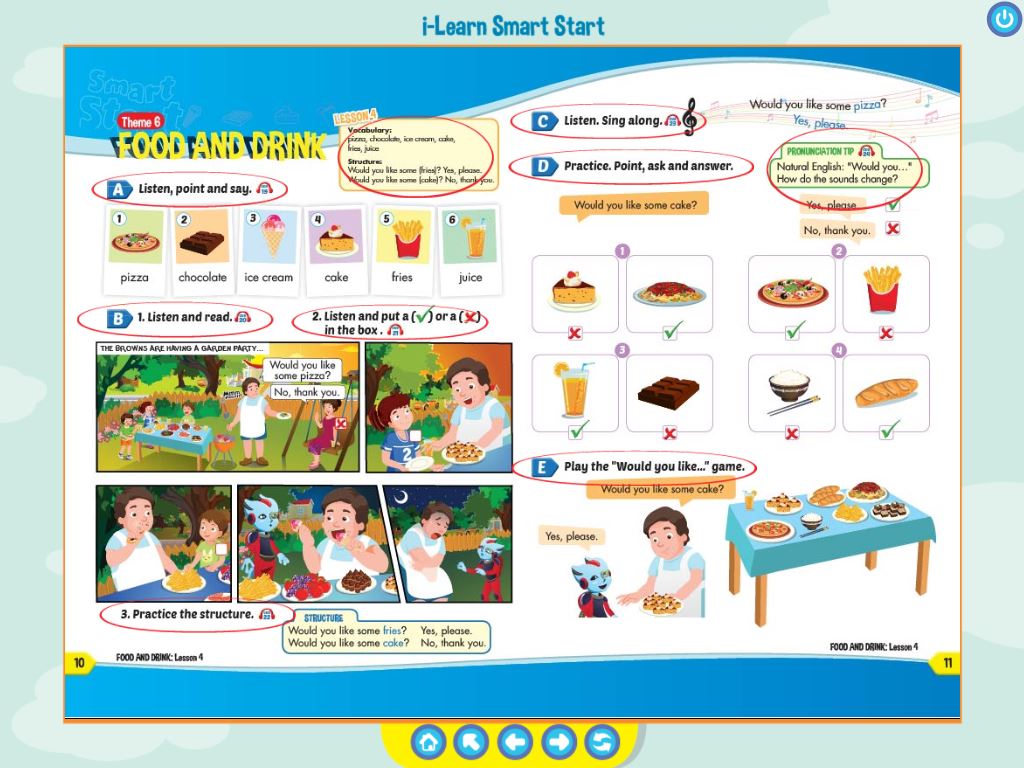 i-Learn Smart Start
Smart
Start
Theme 6
FOOD AND DRINK
LESSON 4
Vocabulary:
pizza, chocolate, ice cream, cake,
fries, juice
Structure:
Would you like some (fries)? Yes, please.
Would you like some (cake)? No, thank you.
A Listen, point and say. 19
1
2
3
4
5
6
pizza
chocolate
ice cream
cake
fries
juice
B 1. Listen and read. 20
2. Listen and put a (✓) or a (✗)
in the box. 21
THE BROWNS ARE HAVING A GARDEN PARTY...
Would you like
some pizza?
No, thank you.
2
3. Practice the structure. 22
STRUCTURE
Would you like some fries? Yes, please.
Would you like some cake? No, thank you.
10
FOOD AND DRINK: Lesson 4
C Listen. Sing along. 23
Would you like some pizza?
Yes, please.
D Practice. Point, ask and answer.
PRONUNCIATION TIP 24
Natural English: "Would you..."
How do the sounds change?
Would you like some cake?
Yes, please.
No, thank you.
1
2
3
4
E Play the "Would you like..." game.
Would you like some cake?
Yes, please.
FOOD AND DRINK: Lesson 4
11